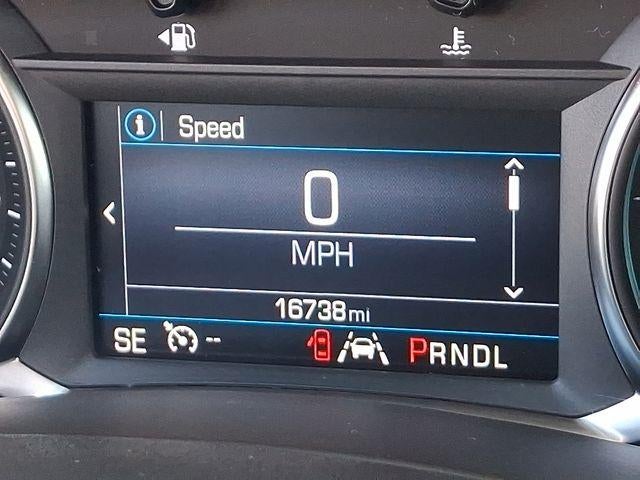 i Speed
0
MPH
16738mi
SE -- PRNDL